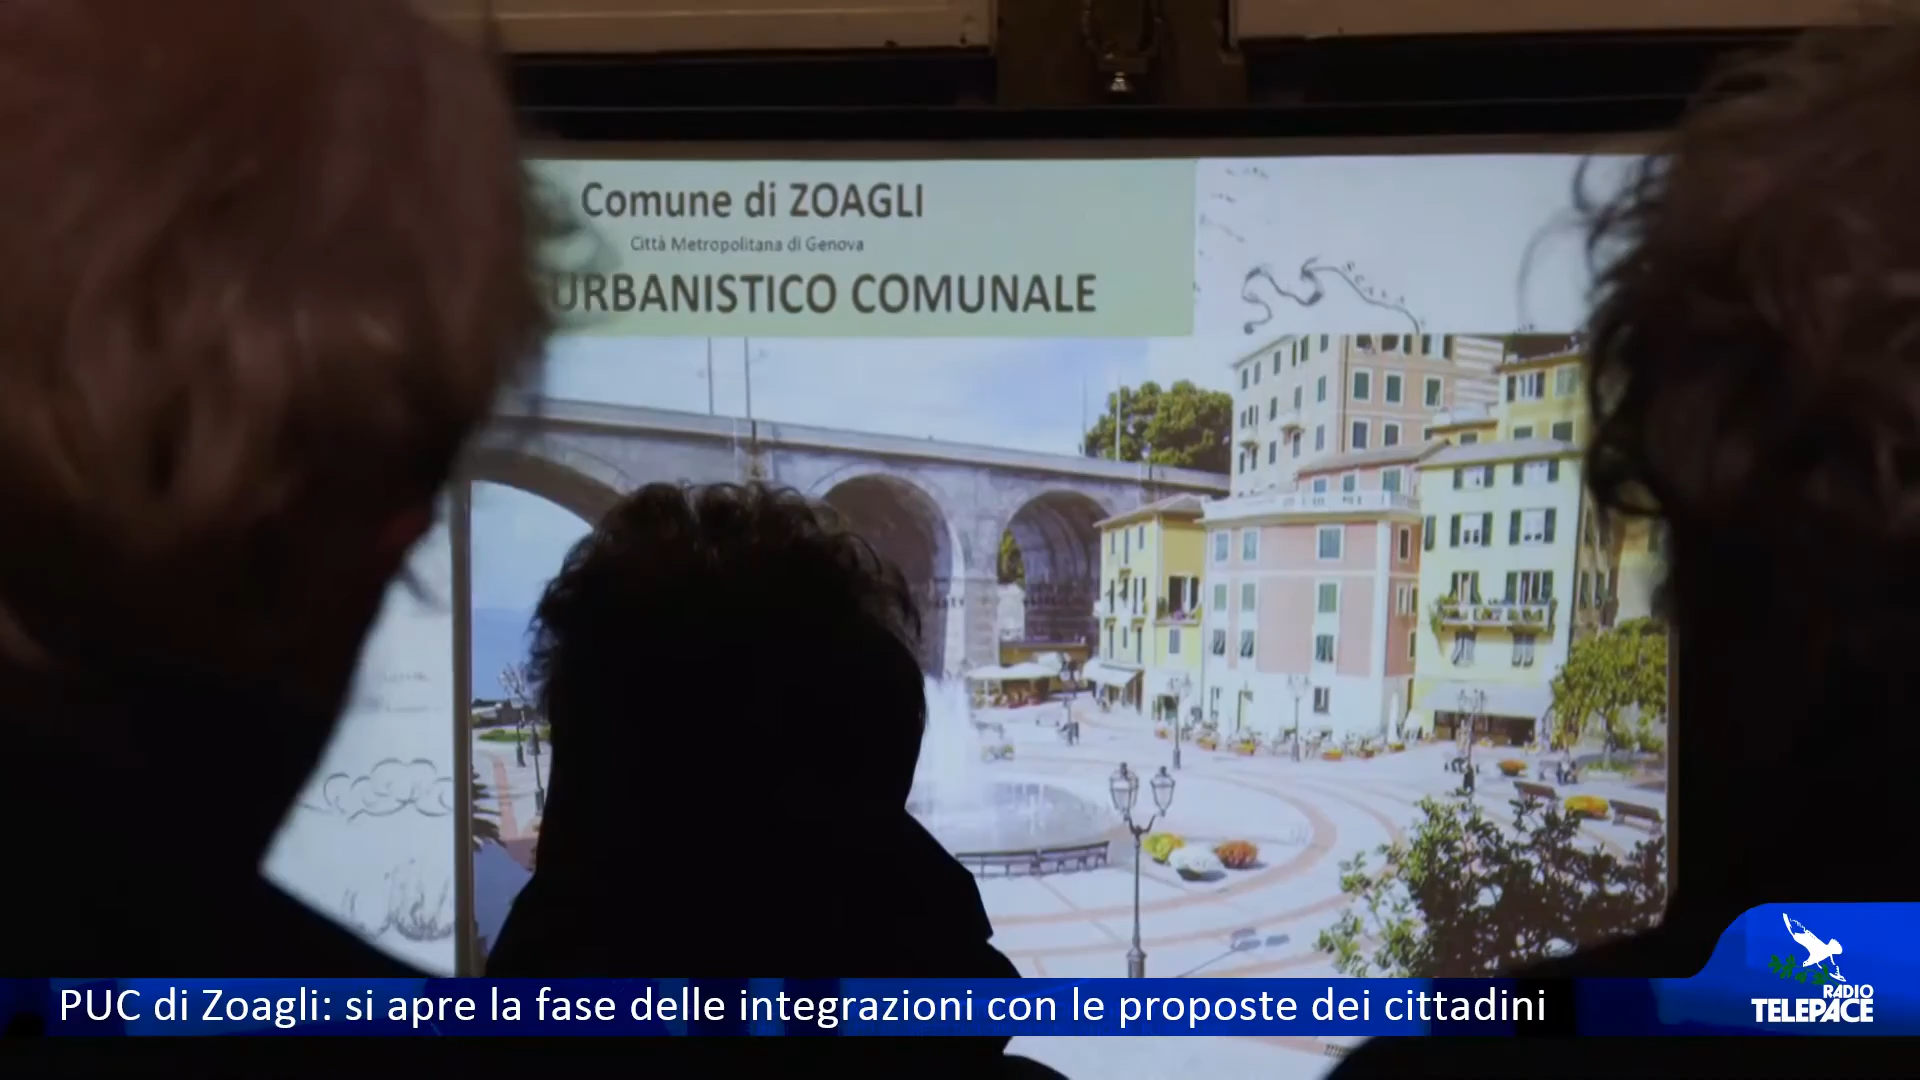 Comune di ZOAGLI
Città Metropolitana di Genova
URBANISTICO COMUNALE
PUC di Zoagli: si apre la fase delle integrazioni con le proposte dei cittadini
RADIO
TELEPACE